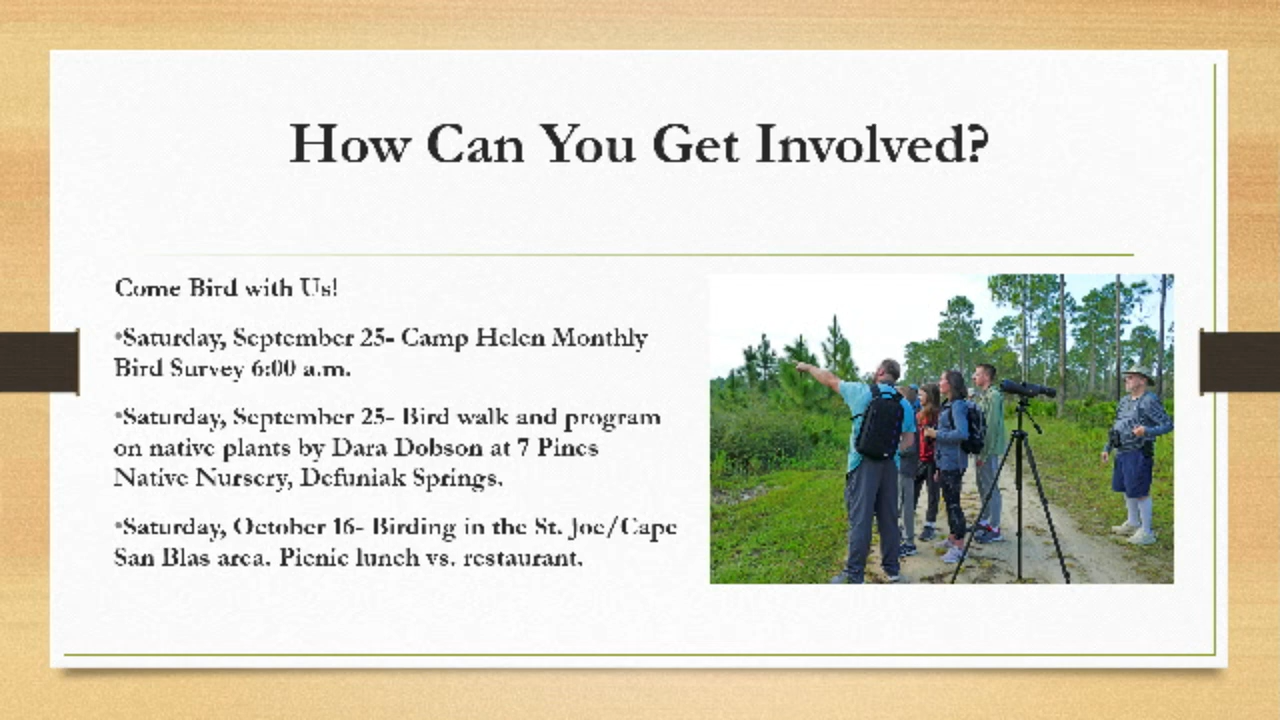 How Can You Get Involved?
Come Bird with Us!
•Saturday, September 25- Camp Helen Monthly
Bird Survey 6:00 a.m.
•Saturday, September 25- Bird walk and program
on native plants by Dara Dobson at 7 Pines
Native Nursery, Defuniak Springs.
•Saturday, October 16- Birding in the St. Joe/Cape
San Blas area. Picnic lunch vs. restaurant.